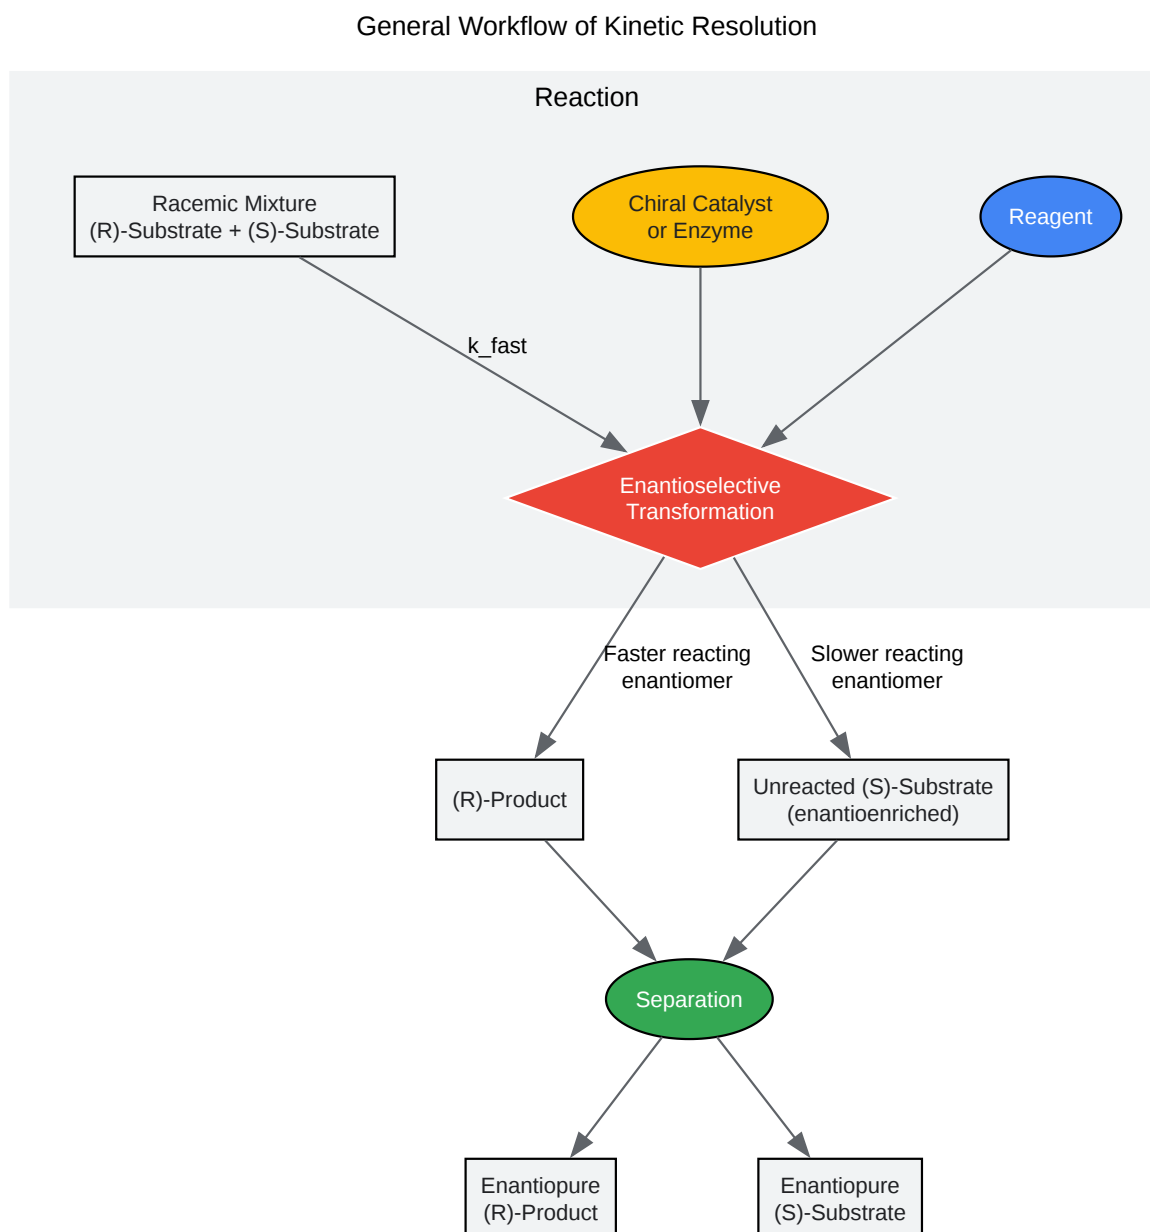 General Workflow of Kinetic Resolution
Reaction
Racemic Mixture
(R)-Substrate + (S)-Substrate
Chiral Catalyst
or Enzyme
Reagent
k_fast
Enantioselective
Transformation
Faster reacting
enantiomer
Slower reacting
enantiomer
(R)-Product
Unreacted (S)-Substrate
(enantioenriched)
Separation
Enantiopure
(R)-Product
Enantiopure
(S)-Substrate